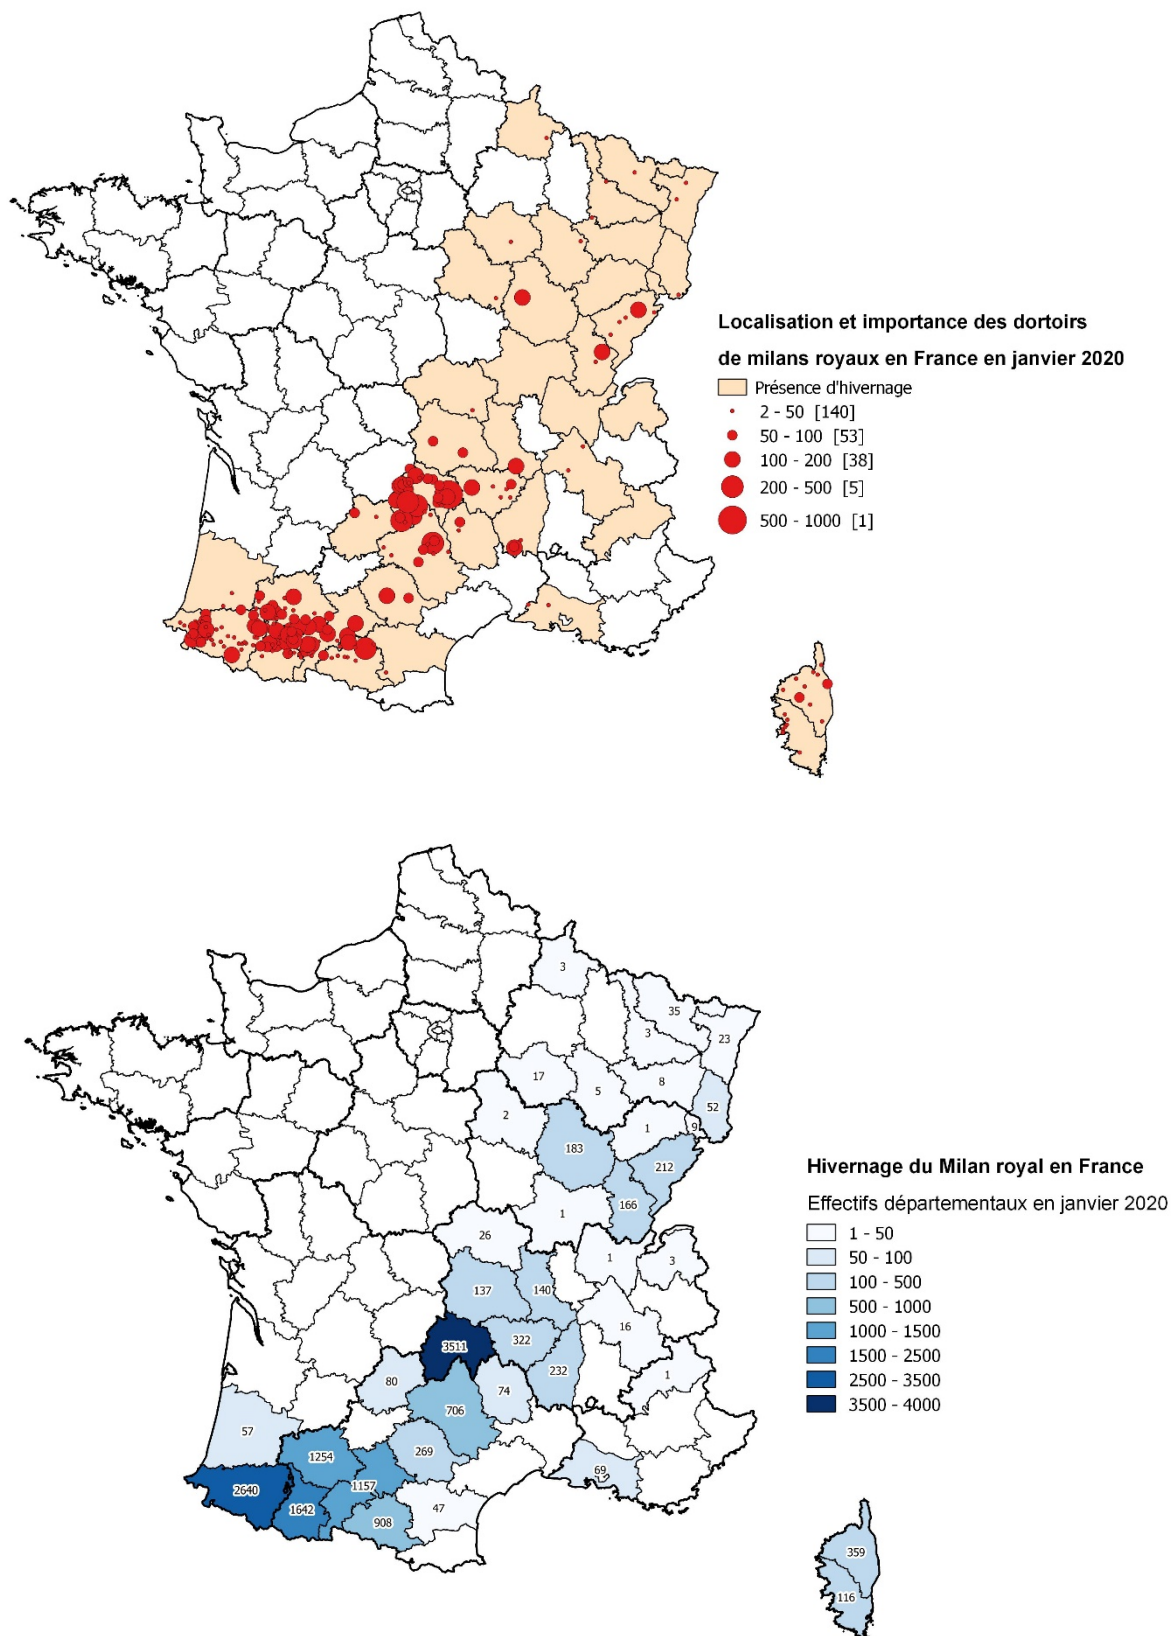 Localisation et importance des dortoirs
de milans royaux en France en janvier 2020
Présence d'hivernage
2 - 50 [140]
50 - 100 [53]
100 - 200 [38]
200 - 500 [5]
500 - 1000 [1]
3
35
3
23
17
5
8
52
2
183
1
9
212
166
1
26
1
3
137
140
16
3511
322
232
1
80
74
706
57
1254
269
1157
69
2640
1642
908
47
359
116
Hivernage du Milan royal en France
Effectifs départementaux en janvier 2020
1 - 50
50 - 100
100 - 500
500 - 1000
1000 - 1500
1500 - 2500
2500 - 3500
3500 - 4000